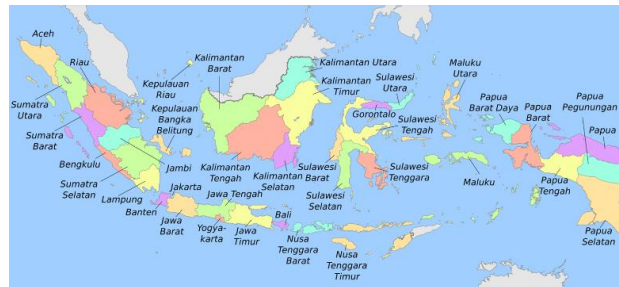 Aceh
Riau
Sumatra
Utara
Sumatra
Barat
Bengkulu
Sumatra
Selatan
Lampung
Banten
Kepulauan
Riau
Kepulauan
Bangka
Belitung
Jambi
Jakarta
Jawa
Barat
Jawa Tengah
Yogya-
karta
Jawa
Timur
Bali
Nusa
Tenggara
Barat
Nusa
Tenggara
Timur
Kalimantan
Barat
Kalimantan
Tengah
Kalimantan
Selatan
Kalimantan Utara
Kalimantan
Timur
Sulawesi
Utara
Gorontalo
Sulawesi
Tengah
Sulawesi
Barat
Sulawesi
Selatan
Sulawesi
Tenggara
Maluku
Utara
Maluku
Papua
Barat Daya
Papua
Barat
Papua
Pegunungan
Papua
Papua
Tengah
Papua
Selatan